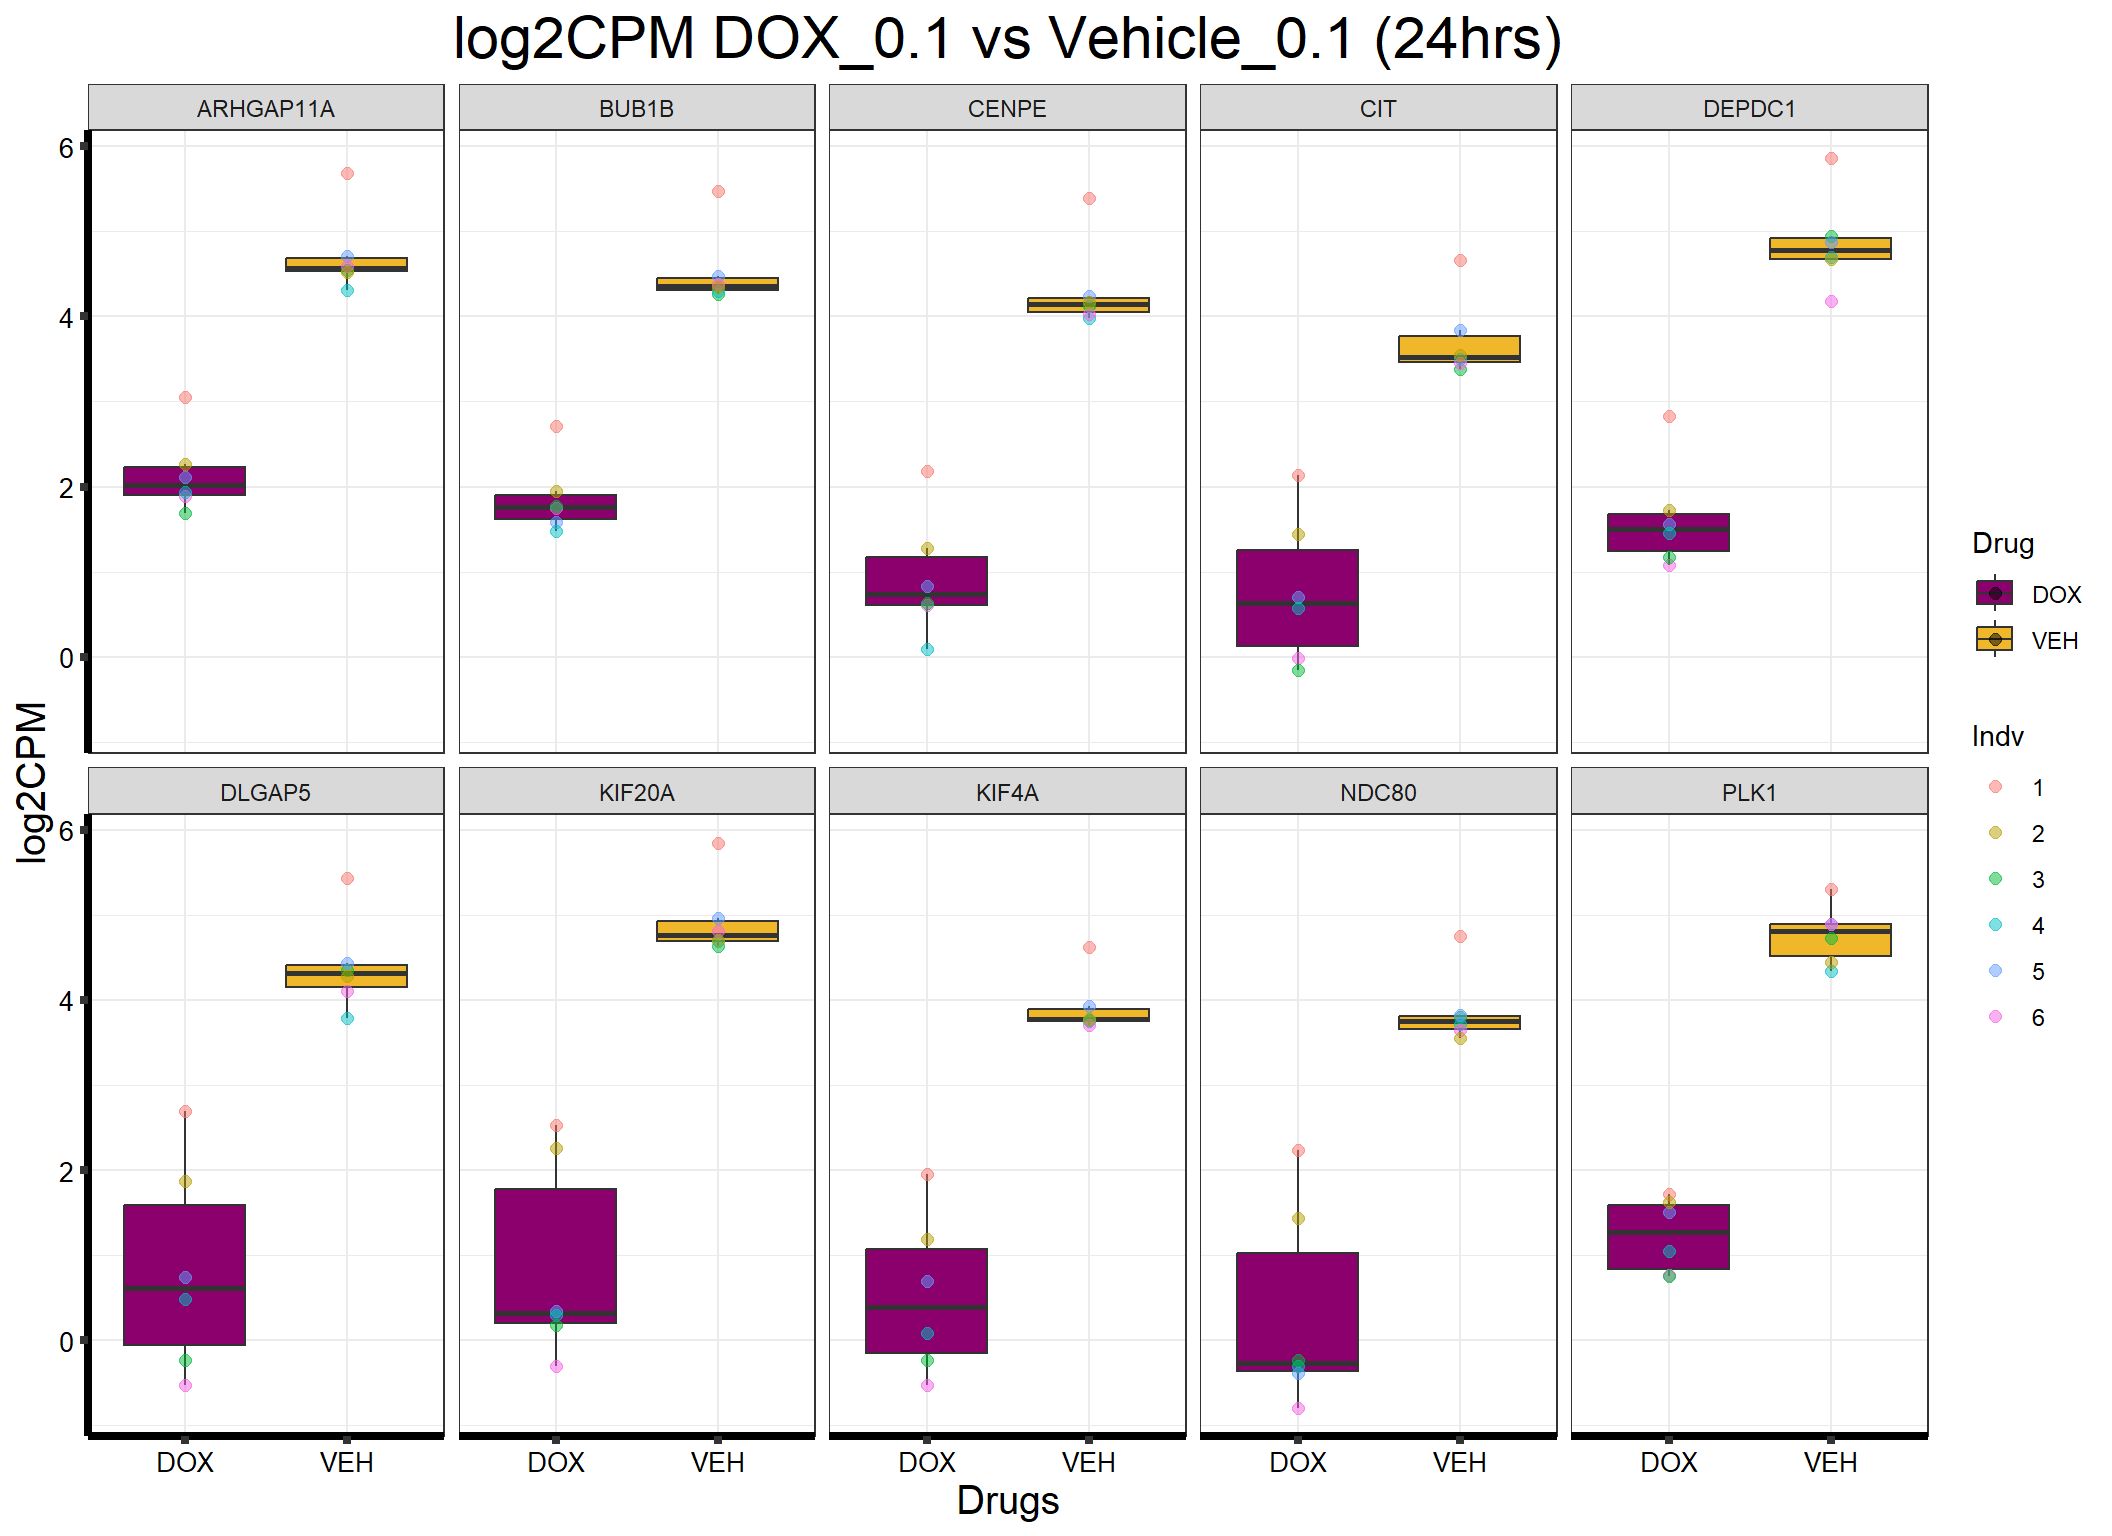 log2CPM DOX_0.1 vs Vehicle_0.1 (24hrs)
ARHGAP11A BUB1B CENPE CIT DEPDC1
6
4
2
0
DLGAP5 KIF20A KIF4A NDC80 PLK1
6
4
2
0
log2CPM
DOX VEH DOX VEH DOX VEH DOX VEH DOX VEH
Drugs
Drug
DOX
VEH
Indv
1
2
3
4
5
6